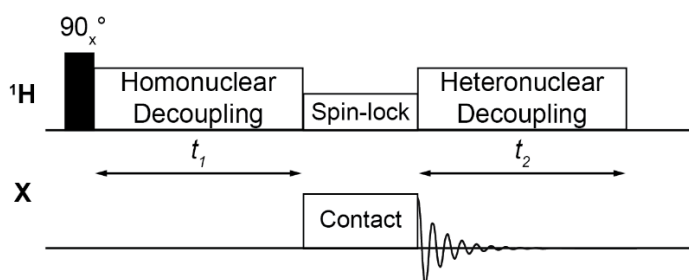 90ₓ°
¹H
Homonuclear
Decoupling
Spin-lock
Heteronuclear
Decoupling
t₁
t₂
X
Contact